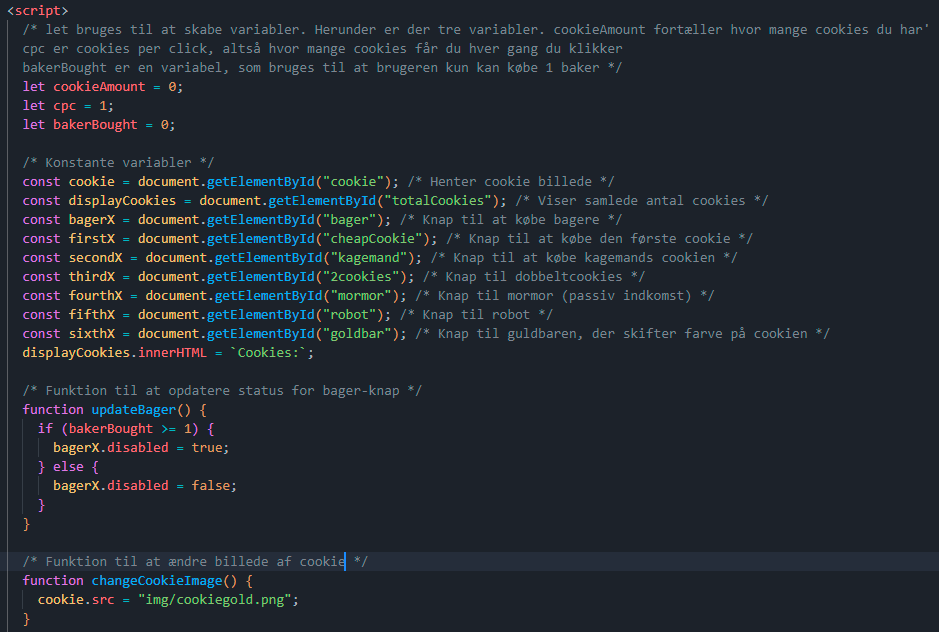 <script>
/* let bruges til at skabe variabler. Herunder er der tre variabler. cookieAmount fortæller hvor mange cookies du har'
cpc er cookies per click, altså hvor mange cookies får du hver gang du klikker
bakerBought er en variabel, som bruges til at brugeren kun kan købe 1 baker */
let cookieAmount = 0;
let cpc = 1;
let bakerBought = 0;
/* Konstante variabler */
const cookie = document.getElementById("cookie"); /* Henter cookie billede */
const displayCookies = document.getElementById("totalCookies"); /* Viser samlede antal cookies */
const bagerX = document.getElementById("bager"); /* Knap til at købe bagere */
const firstX = document.getElementById("cheapCookie"); /* Knap til at købe den første cookie */
const secondX = document.getElementById("kagemand"); /* Knap til at købe kagemands cookien */
const thirdX = document.getElementById("2cookies"); /* Knap til dobbeltcookies */
const fourthX = document.getElementById("mormor"); /* Knap til mormor (passiv indkomst) */
const fifthX = document.getElementById("robot"); /* Knap til robot */
const sixthX = document.getElementById("goldbar"); /* Knap til guldbaren, der skifter farve på cookien */
displayCookies.innerHTML = `Cookies:`;
/* Funktion til at opdatere status for bager-knap */
function updateBager() {
if (bakerBought >= 1) {
bagerX.disabled = true;
} else {
bagerX.disabled = false;
}
}
/* Funktion til at ændre billede af cookie */
function changeCookieImage() {
cookie.src = "img/cookiegold.png";
}